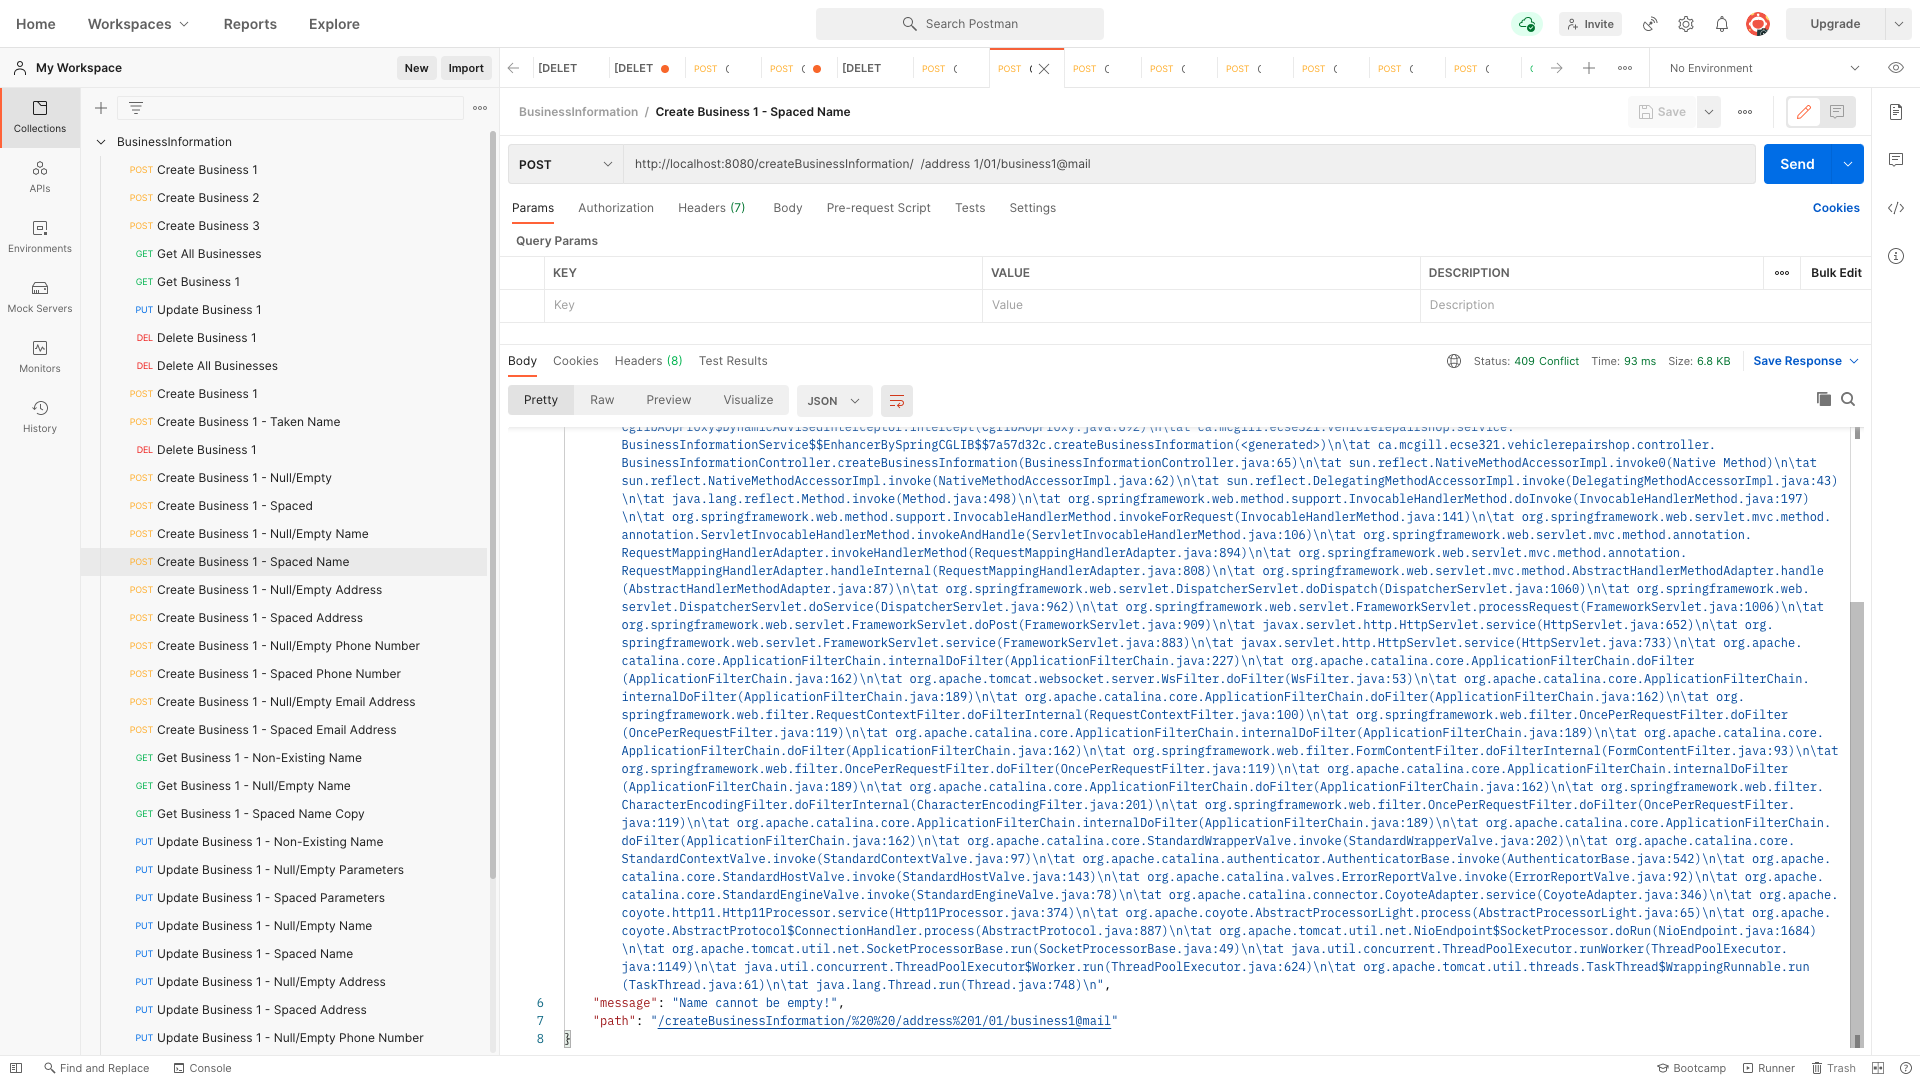 Home
Workspaces
Reports
Explore
Search Postman
Invite
Upgrade
My Workspace
New
Import
[DELET
[DELET
POST (
POST (
[DELET
POST (
POST (
POST (
POST (
POST (
POST (
POST (
POST (
No Environment
Collections
APIs
Environments
Mock Servers
Monitors
History
BusinessInformation
POST Create Business 1
POST Create Business 2
POST Create Business 3
GET Get All Businesses
GET Get Business 1
PUT Update Business 1
DEL Delete Business 1
DEL Delete All Businesses
POST Create Business 1
POST Create Business 1 - Taken Name
DEL Delete Business 1
POST Create Business 1 - Null/Empty
POST Create Business 1 - Spaced
POST Create Business 1 - Null/Empty Name
POST Create Business 1 - Spaced Name
POST Create Business 1 - Null/Empty Address
POST Create Business 1 - Spaced Address
POST Create Business 1 - Null/Empty Phone Number
POST Create Business 1 - Spaced Phone Number
POST Create Business 1 - Null/Empty Email Address
POST Create Business 1 - Spaced Email Address
GET Get Business 1 - Non-Existing Name
GET Get Business 1 - Null/Empty Name
GET Get Business 1 - Spaced Name Copy
PUT Update Business 1 - Non-Existing Name
PUT Update Business 1 - Null/Empty Parameters
PUT Update Business 1 - Spaced Parameters
PUT Update Business 1 - Null/Empty Name
PUT Update Business 1 - Spaced Name
PUT Update Business 1 - Null/Empty Address
PUT Update Business 1 - Spaced Address
PUT Update Business 1 - Null/Empty Phone Number
BusinessInformation / Create Business 1 - Spaced Name
Save
POST http://localhost:8080/createBusinessInformation/  /address 1/01/business1@mail
Send
Params
Authorization
Headers (7)
Body
Pre-request Script
Tests
Settings
Cookies
Query Params
KEY
VALUE
DESCRIPTION
Bulk Edit
Key
Value
Description
Body
Cookies
Headers (8)
Test Results
Status: 409 Conflict
Time: 93 ms
Size: 6.8 KB
Save Response
Pretty
Raw
Preview
Visualize
JSON
CglibAopProxy$DynamicAdvisedInterceptor.intercept(CglibAopProxy.java:692)\n\tat ca.mcgill.ecse321.vehiclerepairshop.service.
BusinessInformationService$$EnhancerBySpringCGLIB$$7a57d32c.createBusinessInformation(<generated>)\n\tat ca.mcgill.ecse321.vehiclerepairshop.controller.
BusinessInformationController.createBusinessInformation(BusinessInformationController.java:65)\n\tat sun.reflect.NativeMethodAccessorImpl.invoke0(Native Method)\n\tat
sun.reflect.NativeMethodAccessorImpl.invoke(NativeMethodAccessorImpl.java:62)\n\tat sun.reflect.DelegatingMethodAccessorImpl.invoke(DelegatingMethodAccessorImpl.java:43)
\n\tat java.lang.reflect.Method.invoke(Method.java:498)\n\tat org.springframework.web.method.support.InvocableHandlerMethod.doInvoke(InvocableHandlerMethod.java:197)
\n\tat org.springframework.web.method.support.InvocableHandlerMethod.invokeForRequest(InvocableHandlerMethod.java:141)\n\tat org.springframework.web.servlet.mvc.method.
annotation.ServletInvocableHandlerMethod.invokeAndHandle(ServletInvocableHandlerMethod.java:106)\n\tat org.springframework.web.servlet.mvc.method.annotation.
RequestMappingHandlerAdapter.invokeHandlerMethod(RequestMappingHandlerAdapter.java:894)\n\tat org.springframework.web.servlet.mvc.method.annotation.
RequestMappingHandlerAdapter.handleInternal(RequestMappingHandlerAdapter.java:808)\n\tat org.springframework.web.servlet.mvc.method.AbstractHandlerMethodAdapter.handle
(AbstractHandlerMethodAdapter.java:87)\n\tat org.springframework.web.servlet.DispatcherServlet.doDispatch(DispatcherServlet.java:1060)\n\tat org.springframework.web.
servlet.DispatcherServlet.doService(DispatcherServlet.java:962)\n\tat org.springframework.web.servlet.FrameworkServlet.processRequest(FrameworkServlet.java:1006)\n\tat
org.springframework.web.servlet.FrameworkServlet.doPost(FrameworkServlet.java:909)\n\tat javax.servlet.http.HttpServlet.service(HttpServlet.java:652)\n\tat org.
springframework.web.servlet.FrameworkServlet.service(FrameworkServlet.java:883)\n\tat javax.servlet.http.HttpServlet.service(HttpServlet.java:733)\n\tat org.apache.
catalina.core.ApplicationFilterChain.internalDoFilter(ApplicationFilterChain.java:227)\n\tat org.apache.catalina.core.ApplicationFilterChain.doFilter
(ApplicationFilterChain.java:162)\n\tat org.apache.tomcat.websocket.server.WsFilter.doFilter(WsFilter.java:53)\n\tat org.apache.catalina.core.ApplicationFilterChain.
internalDoFilter(ApplicationFilterChain.java:189)\n\tat org.apache.catalina.core.ApplicationFilterChain.doFilter(ApplicationFilterChain.java:162)\n\tat org.
springframework.web.filter.RequestContextFilter.doFilterInternal(RequestContextFilter.java:100)\n\tat org.springframework.web.filter.OncePerRequestFilter.doFilter
(OncePerRequestFilter.java:119)\n\tat org.apache.catalina.core.ApplicationFilterChain.internalDoFilter(ApplicationFilterChain.java:189)\n\tat org.apache.catalina.core.
ApplicationFilterChain.doFilter(ApplicationFilterChain.java:162)\n\tat org.springframework.web.filter.FormContentFilter.doFilterInternal(FormContentFilter.java:93)\n\tat
org.springframework.web.filter.OncePerRequestFilter.doFilter(OncePerRequestFilter.java:119)\n\tat org.apache.catalina.core.ApplicationFilterChain.internalDoFilter
(ApplicationFilterChain.java:189)\n\tat org.apache.catalina.core.ApplicationFilterChain.doFilter(ApplicationFilterChain.java:162)\n\tat org.springframework.web.filter.
CharacterEncodingFilter.doFilterInternal(CharacterEncodingFilter.java:201)\n\tat org.springframework.web.filter.OncePerRequestFilter.doFilter(OncePerRequestFilter.
java:119)\n\tat org.apache.catalina.core.ApplicationFilterChain.internalDoFilter(ApplicationFilterChain.java:189)\n\tat org.apache.catalina.core.ApplicationFilterChain.
doFilter(ApplicationFilterChain.java:162)\n\tat org.apache.catalina.core.StandardWrapperValve.invoke(StandardWrapperValve.java:202)\n\tat org.apache.catalina.core.
StandardContextValve.invoke(StandardContextValve.java:97)\n\tat org.apache.catalina.authenticator.AuthenticatorBase.invoke(AuthenticatorBase.java:542)\n\tat org.apache.
catalina.core.StandardHostValve.invoke(StandardHostValve.java:143)\n\tat org.apache.catalina.valves.ErrorReportValve.invoke(ErrorReportValve.java:92)\n\tat org.apache.
catalina.core.StandardEngineValve.invoke(StandardEngineValve.java:78)\n\tat org.apache.catalina.connector.CoyoteAdapter.service(CoyoteAdapter.java:346)\n\tat org.apache.
coyote.http11.Http11Processor.service(Http11Processor.java:374)\n\tat org.apache.coyote.AbstractProcessorLight.process(AbstractProcessorLight.java:65)\n\tat org.apache.
coyote.AbstractProtocol$ConnectionHandler.process(AbstractProtocol.java:887)\n\tat org.apache.tomcat.util.net.NioEndpoint$SocketProcessor.doRun(NioEndpoint.java:1684)
\n\tat org.apache.tomcat.util.net.SocketProcessorBase.run(SocketProcessorBase.java:49)\n\tat java.util.concurrent.ThreadPoolExecutor.runWorker(ThreadPoolExecutor.
java:1149)\n\tat java.util.concurrent.ThreadPoolExecutor$Worker.run(ThreadPoolExecutor.java:624)\n\tat org.apache.tomcat.util.threads.TaskThread$WrappingRunnable.run
(TaskThread.java:61)\n\tat java.lang.Thread.run(Thread.java:748)\n",
6 "message": "Name cannot be empty!",
7 "path": "/createBusinessInformation/%20%20/address%201/01/business1@mail"
8 }
Find and Replace
Console
Bootcamp
Runner
Trash